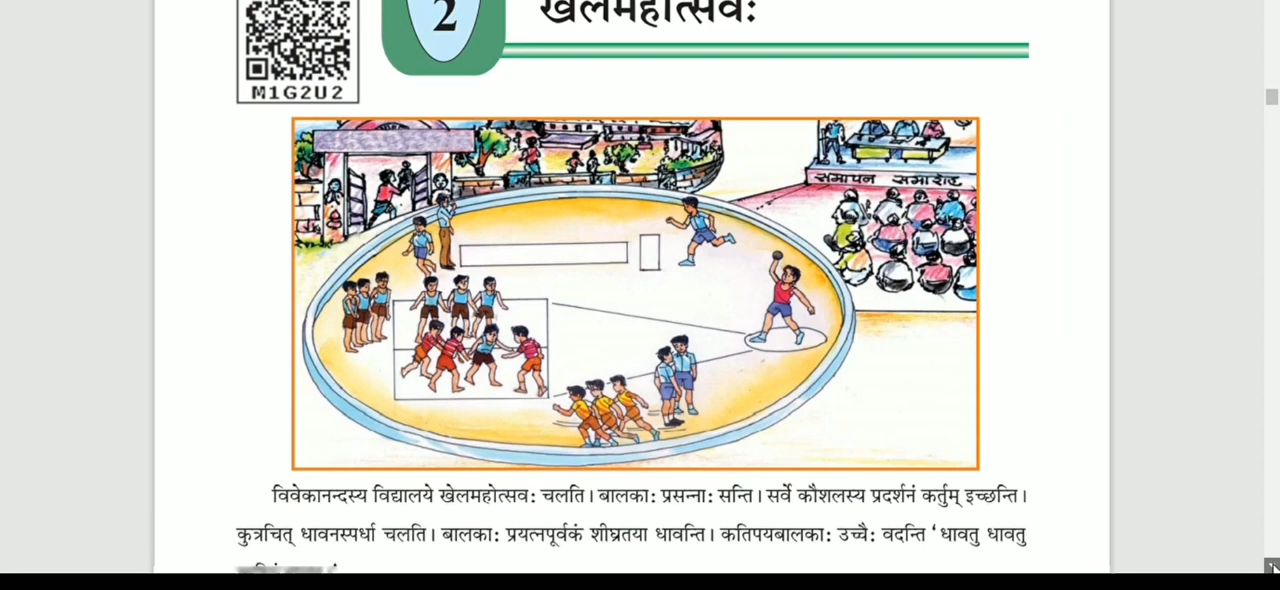 2
खेलमहोत्सवः
M1G2U2
समापन समारोह
विवेकानन्दस्य विद्यालये खेलमहोत्सवः चलति। बालकाः प्रसन्नाः सन्ति। सर्वे कौशलस्य प्रदर्शनं कर्तुम् इच्छन्ति।
कुत्रचित् धावनस्पर्धा चलति। बालकाः प्रयत्नपूर्वकं शीघ्रतया धावन्ति। कतिपयबालकाः उच्चैः वदन्ति ‘धावतु धावतु